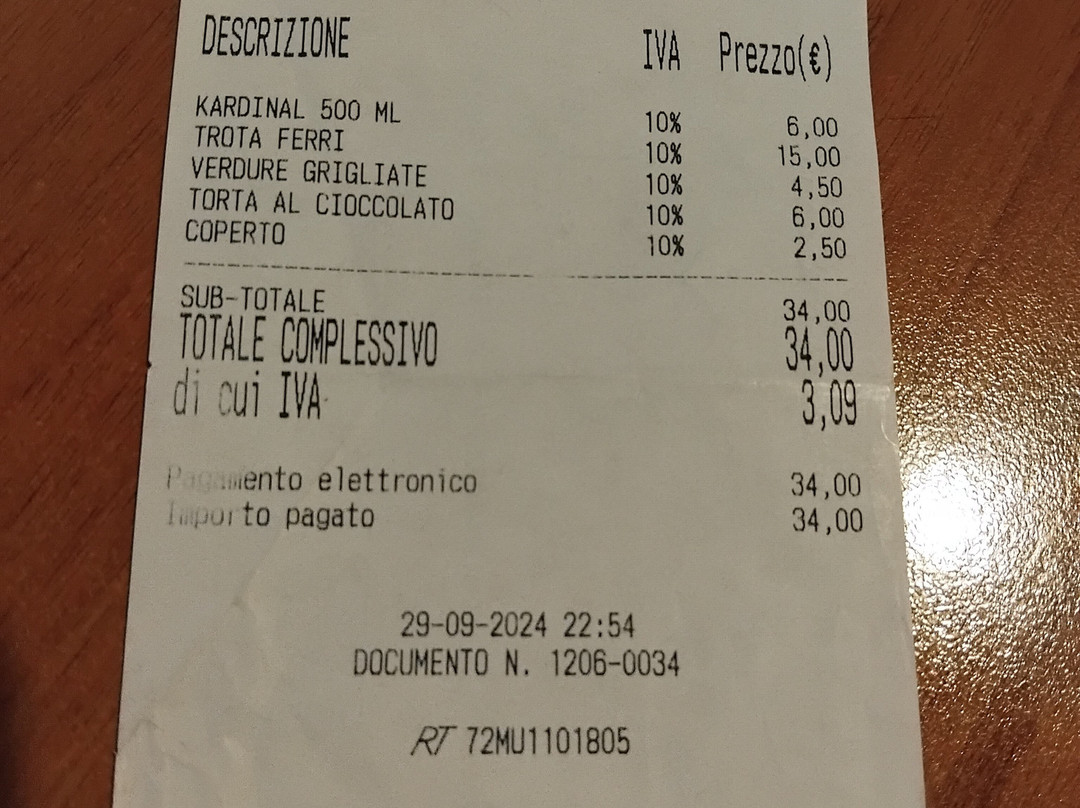 DESCRIZIONE IVA Prezzo(€)
KARDINAL 500 ML 10% 6,00
TROTA FERRI 10% 15,00
VERDURE GRIGLIATE 10% 4,50
TORTA AL CIOCCOLATO 10% 6,00
COPERTO 10% 2,50
SUB-TOTALE 34,00
TOTALE COMPLESSIVO 34,00
di cui IVA 3,09
Pagamento elettronico 34,00
Importo pagato 34,00
29-09-2024 22:54
DOCUMENTO N. 1206-0034
RT 72MU1101805